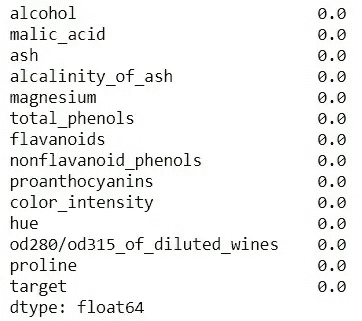 alcohol 0.0
malic_acid 0.0
ash 0.0
alcalinity_of_ash 0.0
magnesium 0.0
total_phenols 0.0
flavanoids 0.0
nonflavanoid_phenols 0.0
proanthocyanins 0.0
color_intensity 0.0
hue 0.0
od280/od315_of_diluted_wines 0.0
proline 0.0
target 0.0
dtype: float64